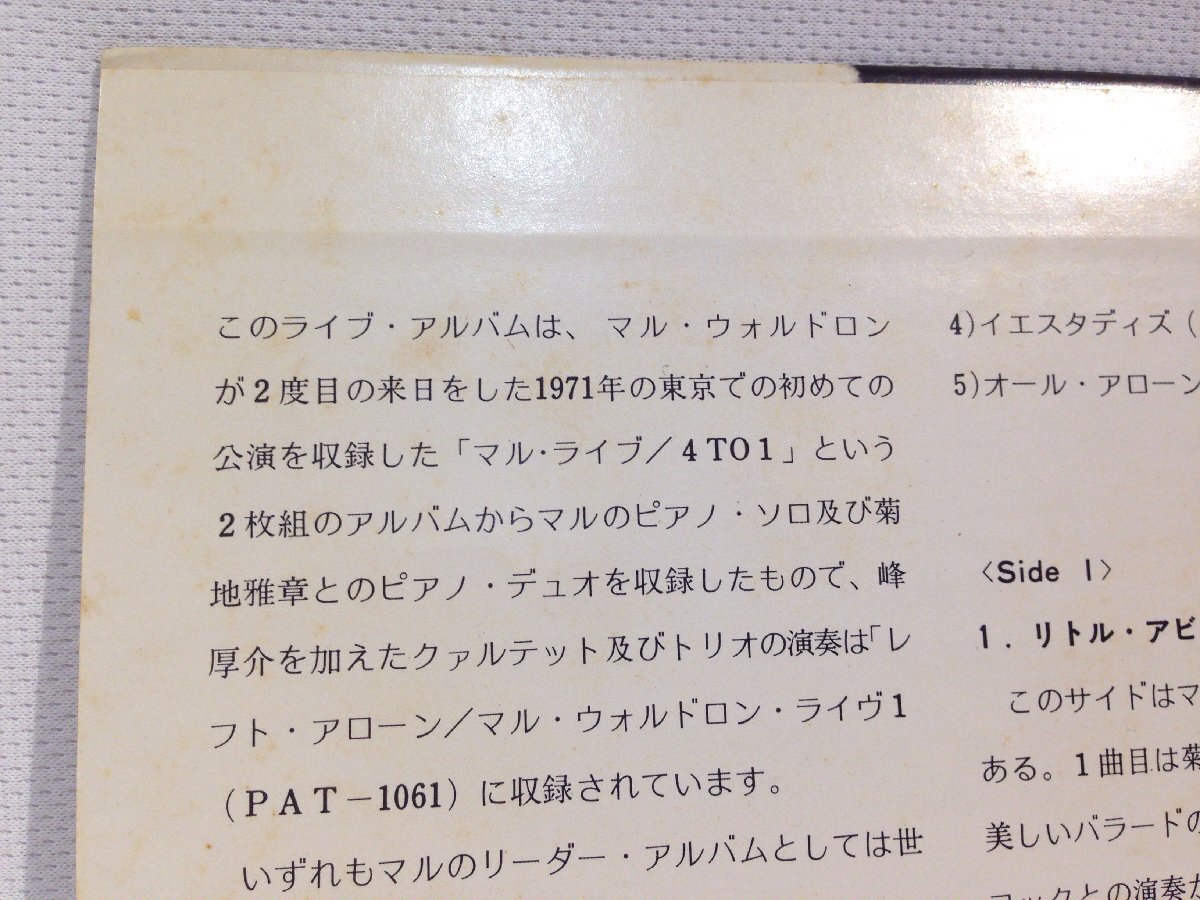 このライブ・アルバムは、マル・ウォルドロン
が2度目の来日をした1971年の東京での初めての
公演を収録した「マル・ライブ／4 TO 1」という
2枚組のアルバムからマルのピアノ・ソロ及び菊
地雅章とのピアノ・デュオを収録したもので、峰
厚介を加えたクァルテット及びトリオの演奏は「レ
フト・アローン／マル・ウォルドロン・ライヴ1
（PAT－1061）に収録されています。
いずれもマルのリーダー・アルバムとしては世
4)イエスタディズ（
5)オール・アローン
〈Side 1〉
1．リトル・アビ
このサイドはマ
ある。1曲目は菊
美しいバラードの
コックとの演奏だ